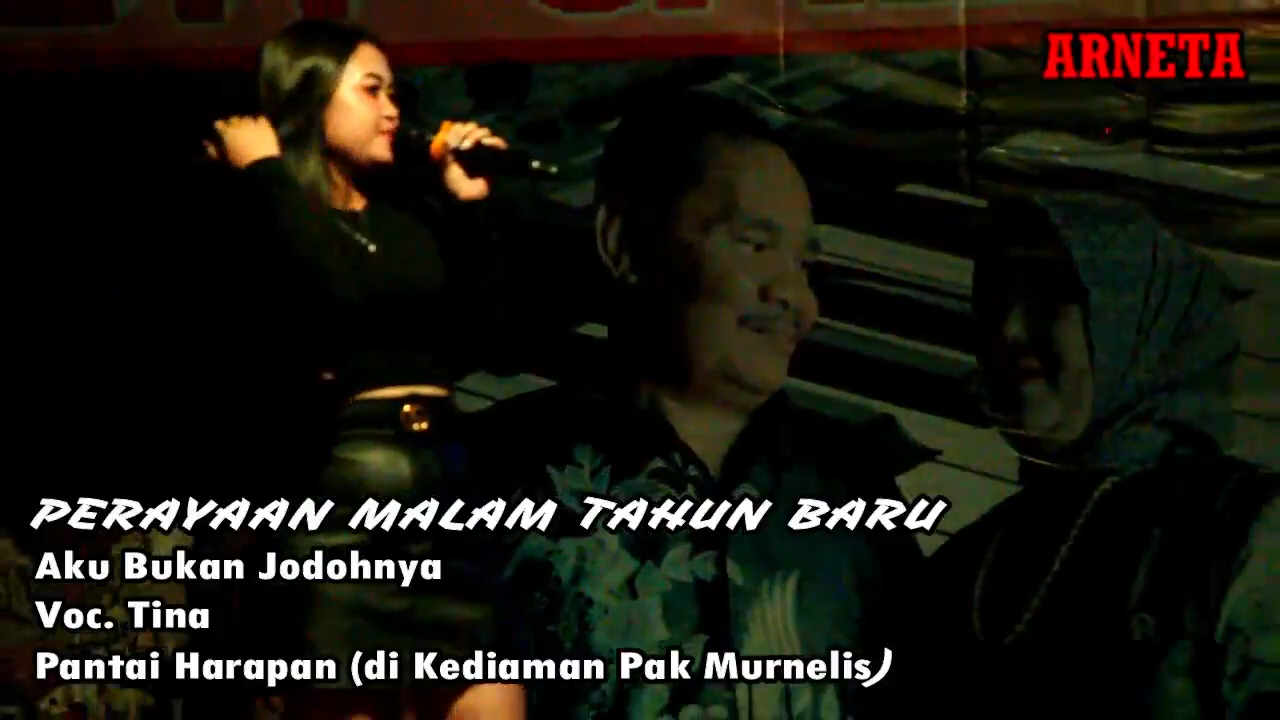 ARNETA
PERAYAAN MALAM TAHUN BARU
Aku Bukan Jodohnya
Voc. Tina
Pantai Harapan (di Kediaman Pak Murnelis)